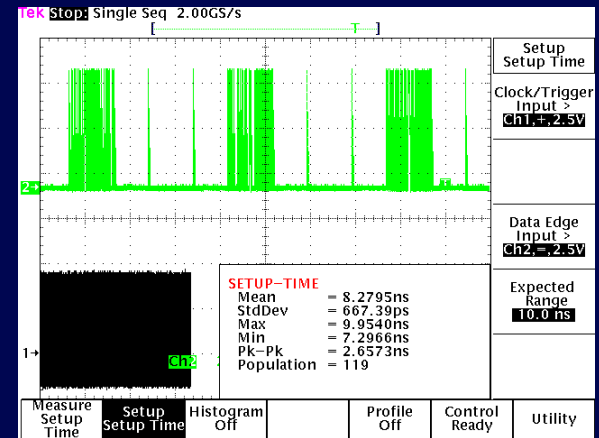 Tek Stop: Single Seq 2.00GS/s
[ T ]
Setup
Setup Time
Clock/Trigger
Input >
Ch1,+,2.5V
2→
Data Edge
Input >
Ch2,=,2.5V
Expected
Range
10.0 ns
SETUP-TIME
Mean = 8.2795ns
StdDev = 667.39ps
Max = 9.9540ns
Min = 7.2966ns
Pk-Pk = 2.6573ns
Population = 119
1→
Ch2
Measure
Setup
Time
Setup
Setup Time
Histogram
Off
Profile
Off
Control
Ready
Utility